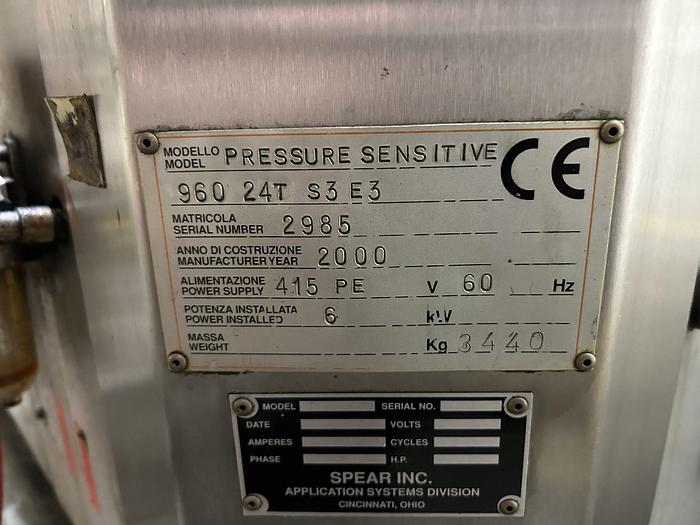 MODELLO
MODEL PRESSURE SENSITIVE CE
960 24T S3 E3
MATRICOLA
SERIAL NUMBER 2985
ANNO DI COSTRUZIONE
MANUFACTURER YEAR 2000
ALIMENTAZIONE
POWER SUPPLY 415 PE V 60 Hz
POTENZA INSTALLATA
POWER INSTALLED 6 kW
MASSA
WEIGHT Kg 3440
MODEL SERIAL NO.
DATE VOLTS
AMPERES CYCLES
PHASE H.P.
SPEAR INC.
APPLICATION SYSTEMS DIVISION
CINCINNATI, OHIO